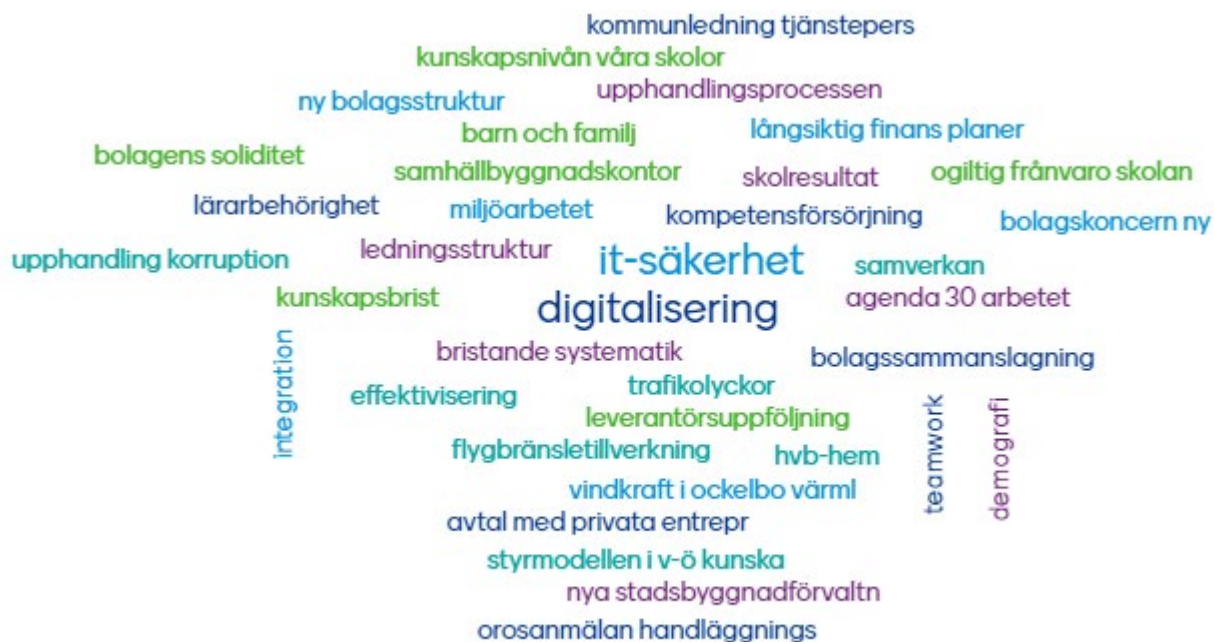 kommunledning tjänstepers
kunskapsnivån våra skolor
upphandlingsprocessen
ny bolagsstruktur
barn och familj
långsiktig finans planer
bolagens soliditet
samhällbyggnadskontor
skolresultat
ogiltig frånvaro skolan
lärarbehörighet
miljöarbetet
kompetensförsörjning
bolagskoncern ny
upphandling korruption
ledningsstruktur
it-säkerhet
samverkan
kunskapsbrist
digitalisering
agenda 30 arbetet
integration
bristande systematik
bolagssammanslagning
effektivisering
trafikolyckor
leverantörsuppföljning
teamwork
demografi
flygbränsletillverkning
hvb-hem
vindkraft i ockelbo värml
avtal med privata entrepr
styrmodellen i v-ö kunska
nya stadsbyggnadförvaltn
orosanmälan handläggnings